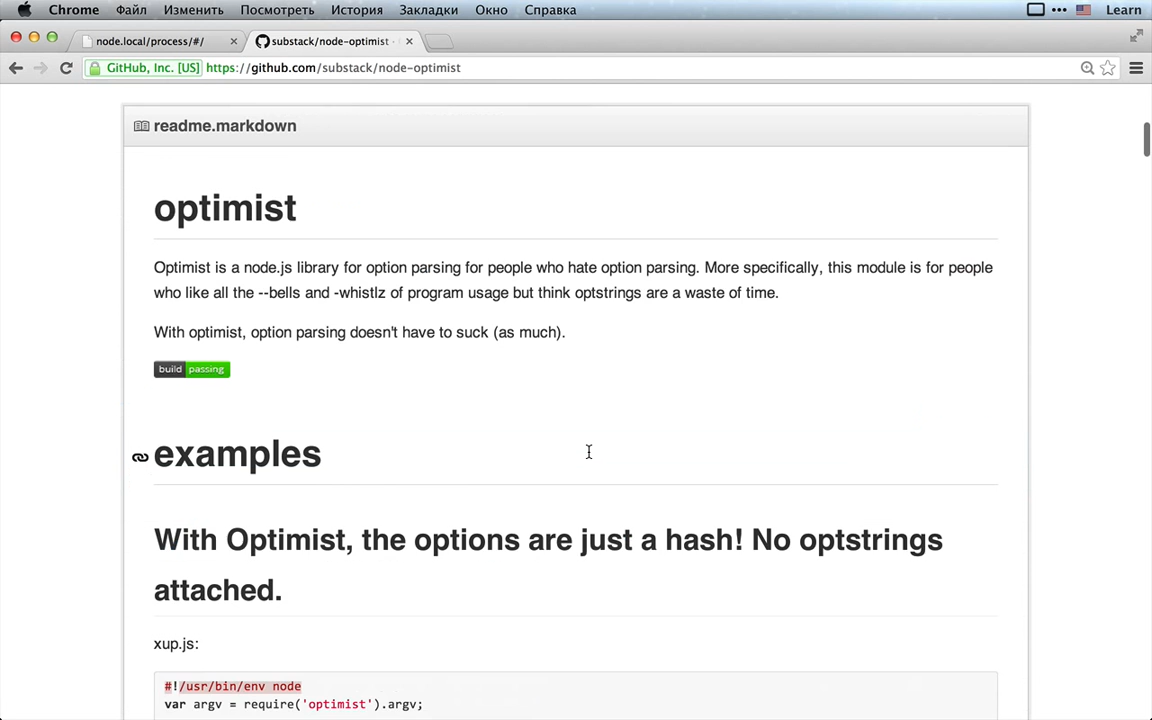 Chrome Файл Изменить Посмотреть История Закладки Окно Справка Learn
node.local/process/#/ substack/node-optimist ·
GitHub, Inc. [US] https://github.com/substack/node-optimist
readme.markdown
optimist
Optimist is a node.js library for option parsing for people who hate option parsing. More specifically, this module is for people
who like all the --bells and -whistlz of program usage but think optstrings are a waste of time.
With optimist, option parsing doesn't have to suck (as much).
build passing
examples
With Optimist, the options are just a hash! No optstrings
attached.
xup.js:
#!/usr/bin/env node
var argv = require('optimist').argv;